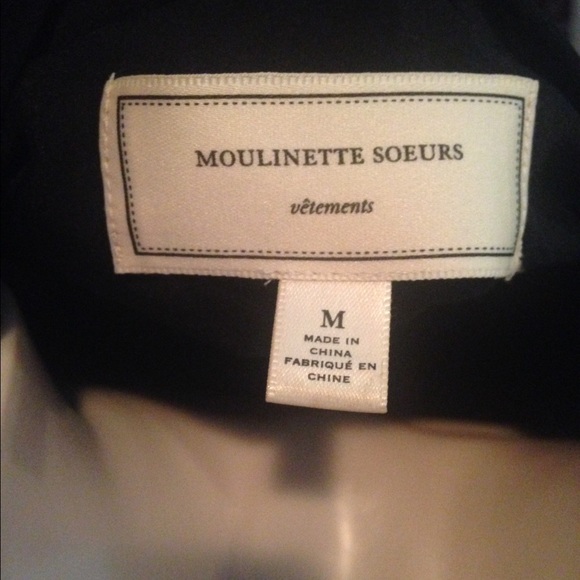 MOULINETTE SOEURS
vêtements
M
MADE IN
CHINA
FABRIQUÉ EN
CHINE